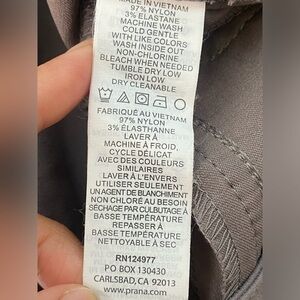 MADE IN VIETNAM
97% NYLON
3% ELASTANE
MACHINE WASH
COLD GENTLE
WITH LIKE COLORS
WASH INSIDE OUT
NON-CHLORINE
BLEACH WHEN NEEDED
TUMBLE DRY LOW
IRON LOW
DRY CLEANABLE
FABRIQUÉ AU VIETNAM
97% NYLON
3% ÉLASTHANNE
LAVER À
MACHINE À FROID,
CYCLE DÉLICAT
AVEC DES COULEURS
SIMILAIRES
LAVER À L'ENVERS
UTILISER SEULEMENT
UN AGENT DE BLANCHIMENT
NON CHLORÉ AU BESOIN
SÉCHAGE PAR CULBUTAGE À
BASSE TEMPÉRATURE
REPASSER À
BASSE TEMPÉRATURE
NETTOYABLE À SEC
RN124977
PO BOX 130430
CARLSBAD, CA 92013
www.prana.com